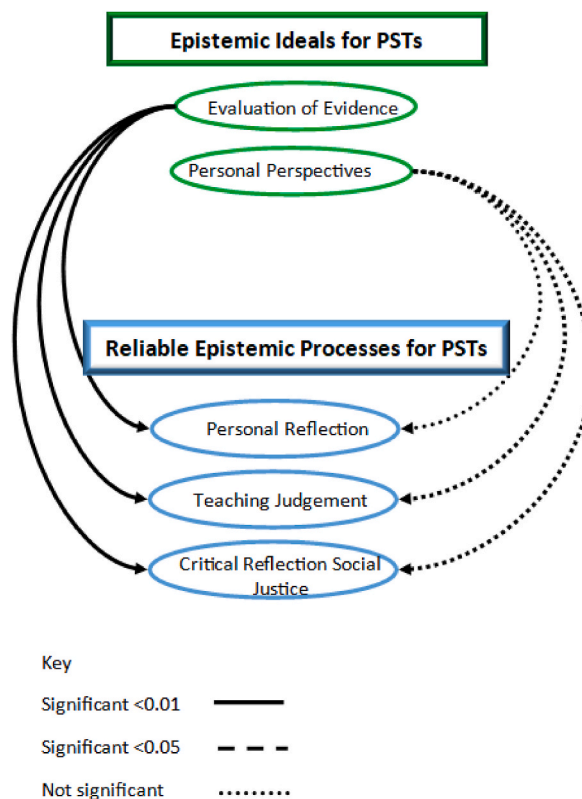 Epistemic Ideals for PSTs
Evaluation of Evidence
Personal Perspectives
Reliable Epistemic Processes for PSTs
Personal Reflection
Teaching Judgement
Critical Reflection Social
Justice
Key
Significant <0.01
Significant <0.05
Not significant